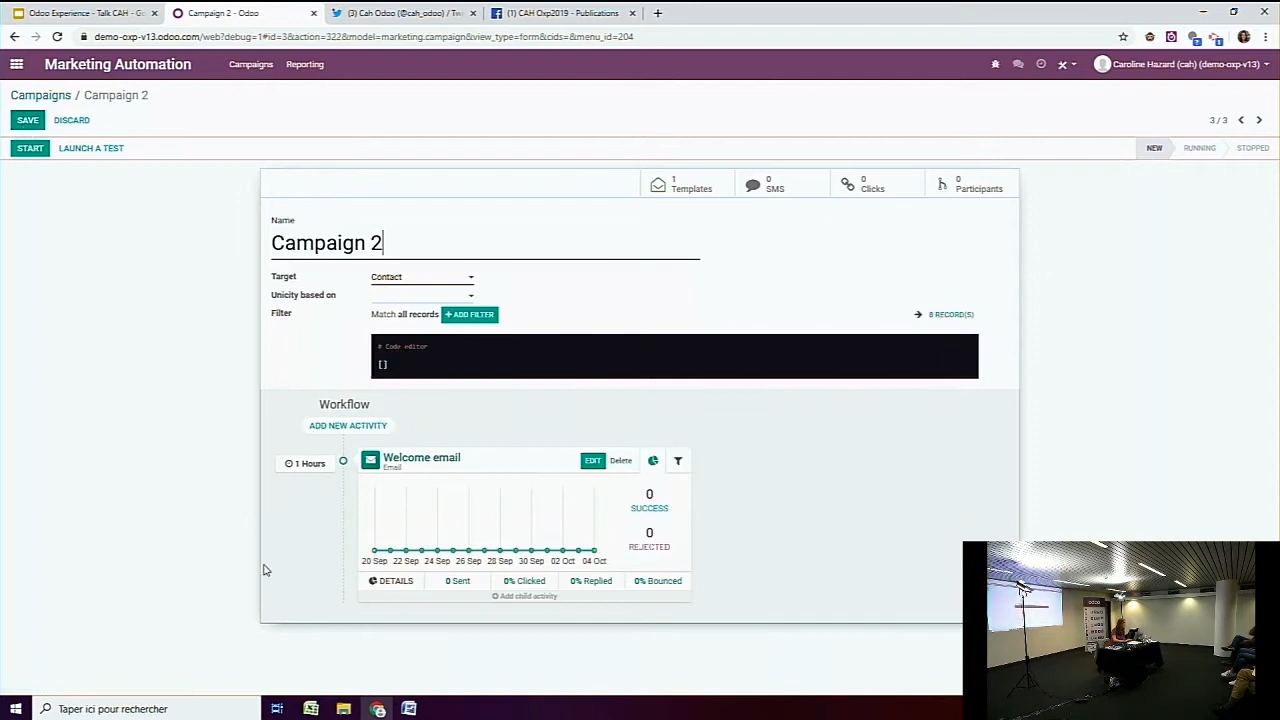 Odoo Experience - Talk CAH - Go
Campaign 2 - Odoo
(3) Cah Odoo (@cah_odoo) / Tw
(1) CAH Oxp2019 - Publications
demo-oxp-v13.odoo.com/web?debug=1#id=3&action=322&model=marketing.campaign&view_type=form&cids=&menu_id=204
Marketing Automation
Campaigns
Reporting
Caroline Hazard (cah) (demo-oxp-v13)
Campaigns / Campaign 2
SAVE
DISCARD
3 / 3
START
LAUNCH A TEST
NEW
RUNNING
STOPPED
1
Templates
0
SMS
0
Clicks
0
Participants
Name
Campaign 2
Target
Contact
Unicity based on
Filter
Match all records
+ ADD FILTER
8 RECORD(S)
# Code editor
[]
Workflow
ADD NEW ACTIVITY
1 Hours
Welcome email
Email
EDIT
Delete
0
SUCCESS
0
REJECTED
20 Sep 22 Sep 24 Sep 26 Sep 28 Sep 30 Sep 02 Oct 04 Oct
DETAILS
0 Sent
0% Clicked
0% Replied
0% Bounced
Add child activity
odoo
Taper ici pour rechercher